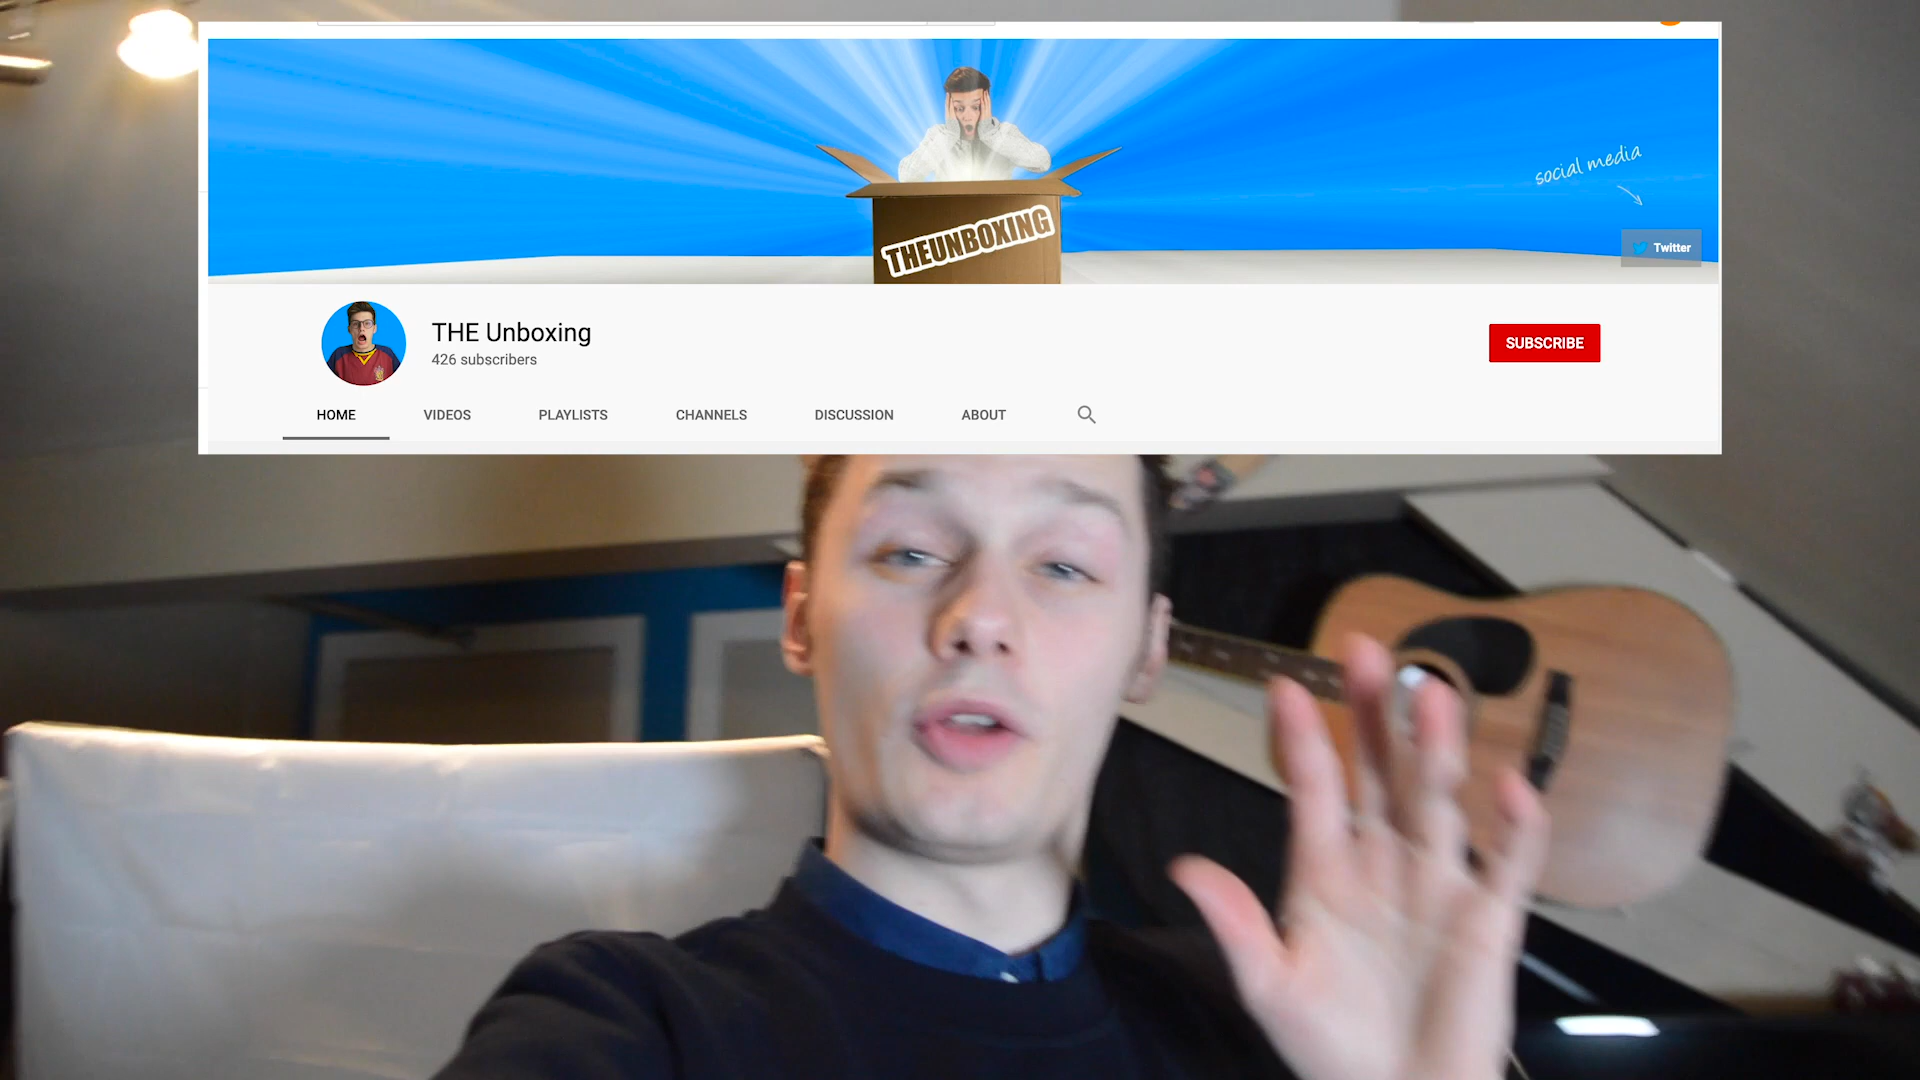 social media
Twitter
THEUNBOXING
THE Unboxing
426 subscribers
SUBSCRIBE
HOME VIDEOS PLAYLISTS CHANNELS DISCUSSION ABOUT